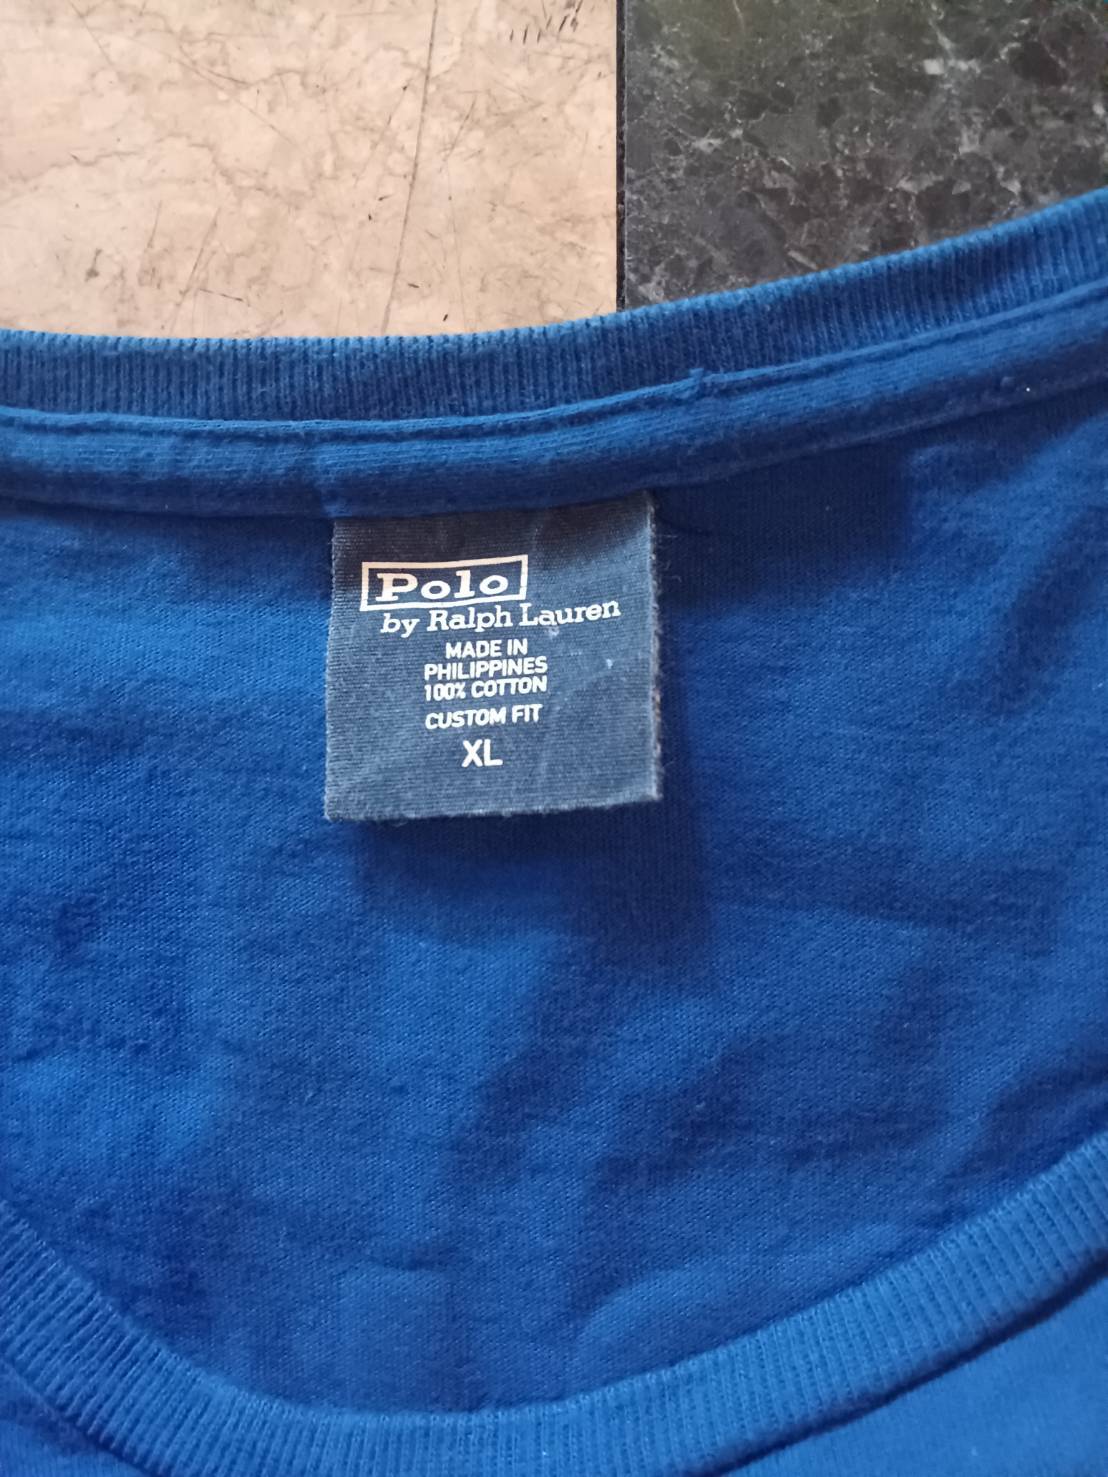 Polo
by Ralph Lauren
MADE IN
PHILIPPINES
100% COTTON
CUSTOM FIT
XL